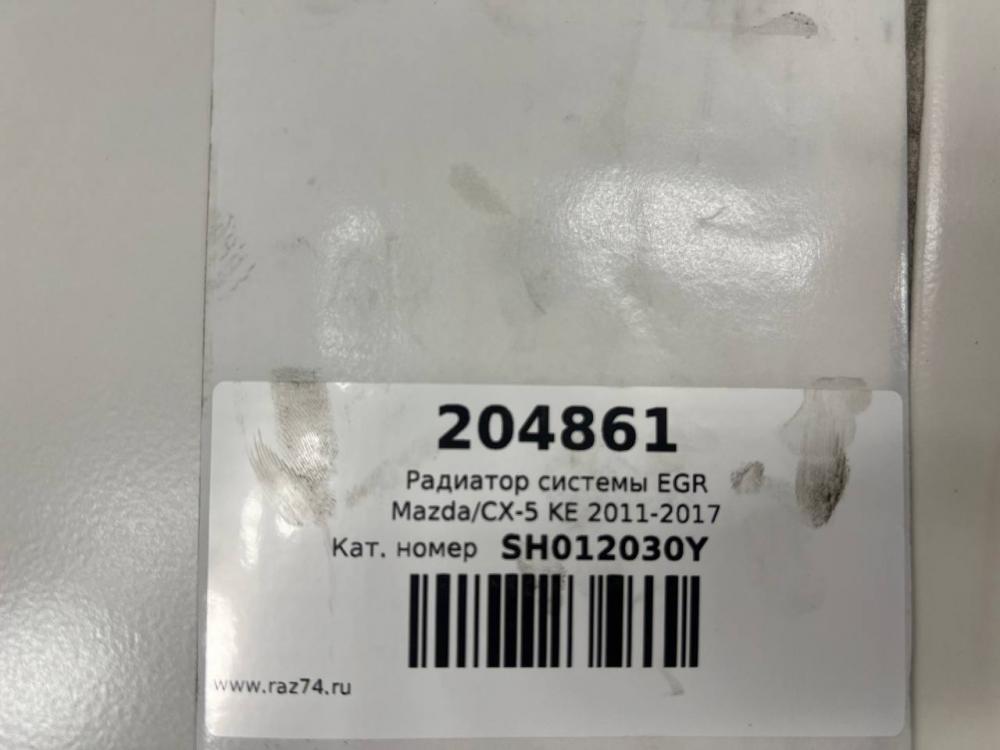 204861
Радиатор системы EGR
Mazda/CX-5 KE 2011-2017
Кат. номер SH012030Y
www.raz74.ru